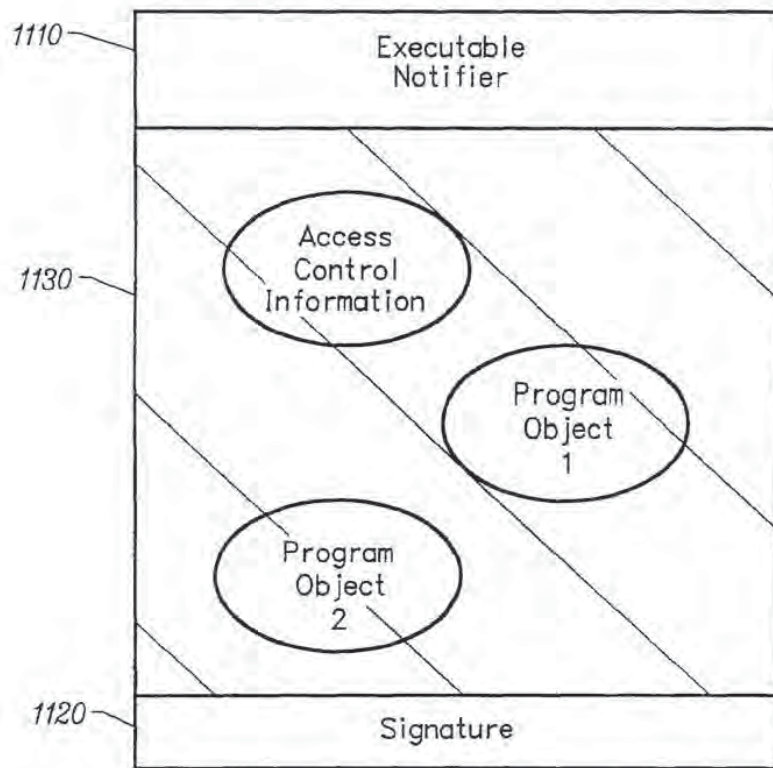 1110
Executable
Notifier
1130
Access
Control
Information
Program
Object
1
Program
Object
2
1120
Signature